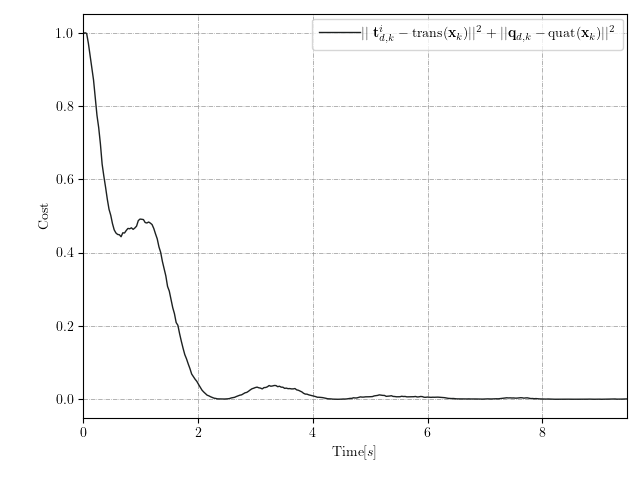 || t^i_{d,k} − trans(x_k)||² + ||q_{d,k} − quat(x_k)||²
1.0
0.8
0.6
0.4
0.2
0.0
Cost
0 2 4 6 8
Time[s]